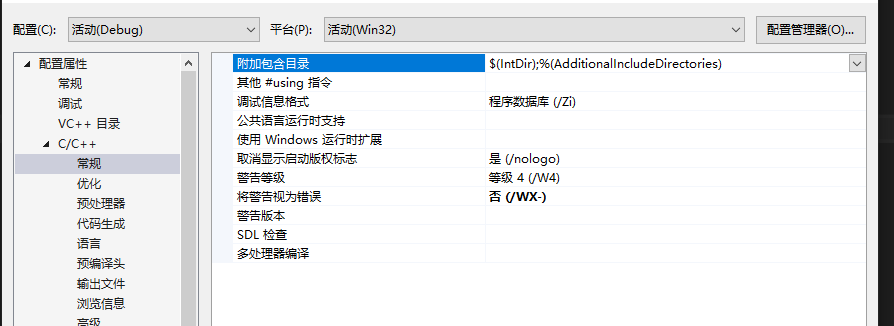 配置(C): 活动(Debug) 平台(P): 活动(Win32) 配置管理器(O)...
配置属性
常规
调试
VC++ 目录
C/C++
常规
优化
预处理器
代码生成
语言
预编译头
输出文件
浏览信息
高级
附加包含目录 $(IntDir);%(AdditionalIncludeDirectories)
其他 #using 指令
调试信息格式 程序数据库 (/Zi)
公共语言运行时支持
使用 Windows 运行时扩展
取消显示启动版权标志 是 (/nologo)
警告等级 等级 4 (/W4)
将警告视为错误 否 (/WX-)
警告版本
SDL 检查
多处理器编译